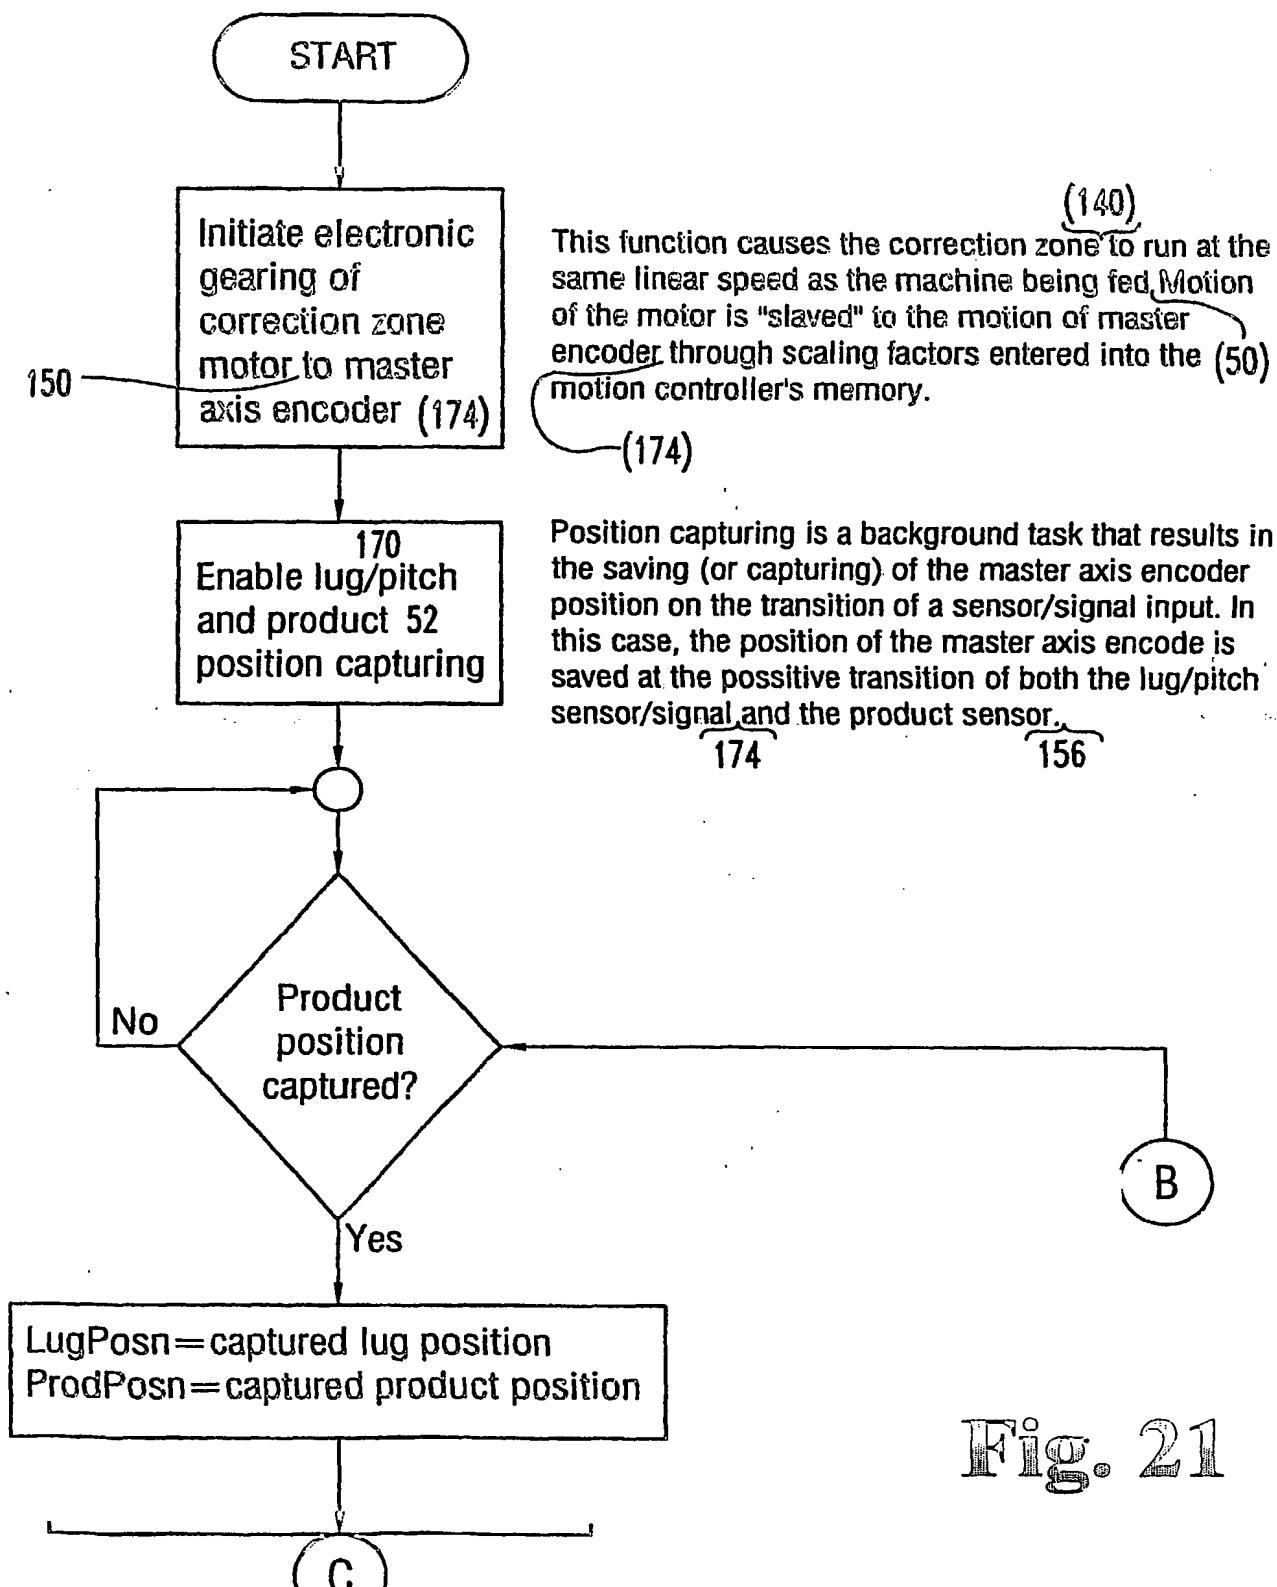 START
Initiate electronic
gearing of
correction zone
motor to master
axis encoder (174)
150
(140)
This function causes the correction zone to run at the
same linear speed as the machine being fed. Motion
of the motor is "slaved" to the motion of master
encoder through scaling factors entered into the (50)
motion controller's memory.
(174)
170
Enable lug/pitch
and product 52
position capturing
Position capturing is a background task that results in
the saving (or capturing) of the master axis encoder
position on the transition of a sensor/signal input. In
this case, the position of the master axis encode is
saved at the possitive transition of both the lug/pitch
sensor/signal and the product sensor.
174
156
Product
position
captured?
No
B
Yes
LugPosn=captured lug position
ProdPosn=captured product position
Fig. 21
C